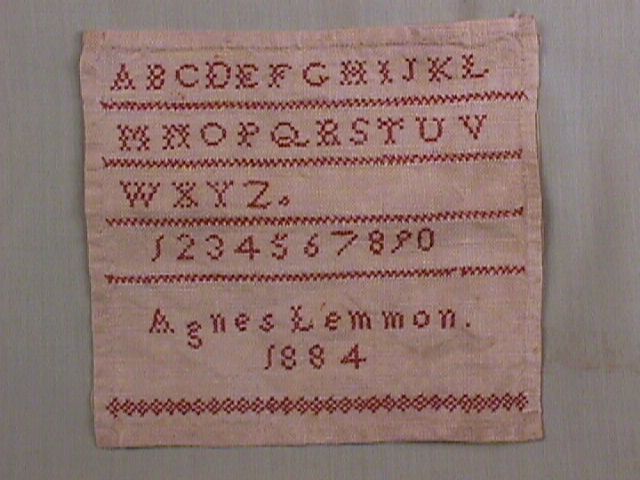 ABCDEFGHIJKL
MNOPQRSTUV
WXYZ.
1234567890
Agnes Lemmon.
1884